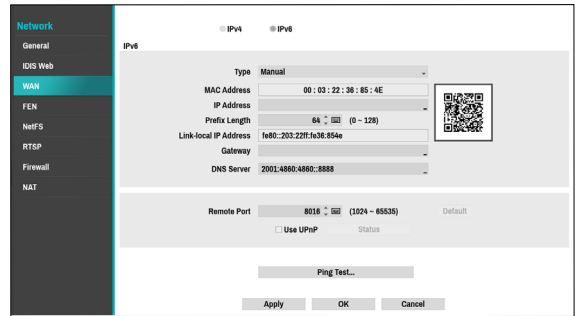 Network
General
IDIS Web
WAN
FEN
NetFS
RTSP
Firewall
NAT
IPv4 IPv6
IPv6
Type Manual
MAC Address 00 : 03 : 22 : 36 : 85 : 4E
IP Address
Prefix Length 64 (0 ~ 128)
Link-local IP Address fe80::203:22ff:fe36:854e
Gateway
DNS Server 2001:4860:4860::8888
Remote Port 8016 (1024 ~ 65535) Default
Use UPnP Status
Ping Test...
Apply OK Cancel